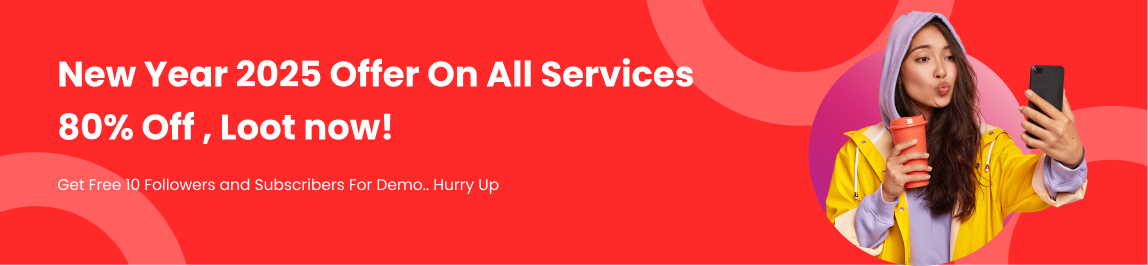 New Year 2025 Offer On All Services
80% Off , Loot now!
Get Free 10 Followers and Subscribers For Demo.. Hurry Up